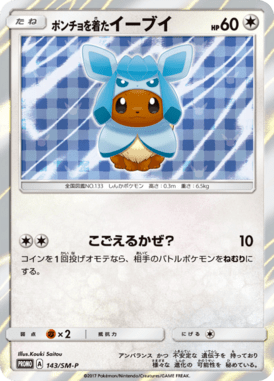 たね ポンチョを着たイーブイ HP60
全国図鑑NO.133 しんかポケモン 高さ：0.3m 重さ：6.5kg
こごえるかぜ？ 10
コインを1回投げオモテなら、相手のバトルポケモンをねむりに
する。
弱点 ×2 抵抗力 にげる
Illus.Kouki Saitou
PROMO A 143/SM-P
アンバランス かつ 不安定な 遺伝子を 持っており
様々な 進化の 可能性を 秘めている。
©2017 Pokémon/Nintendo/Creatures/GAME FREAK.